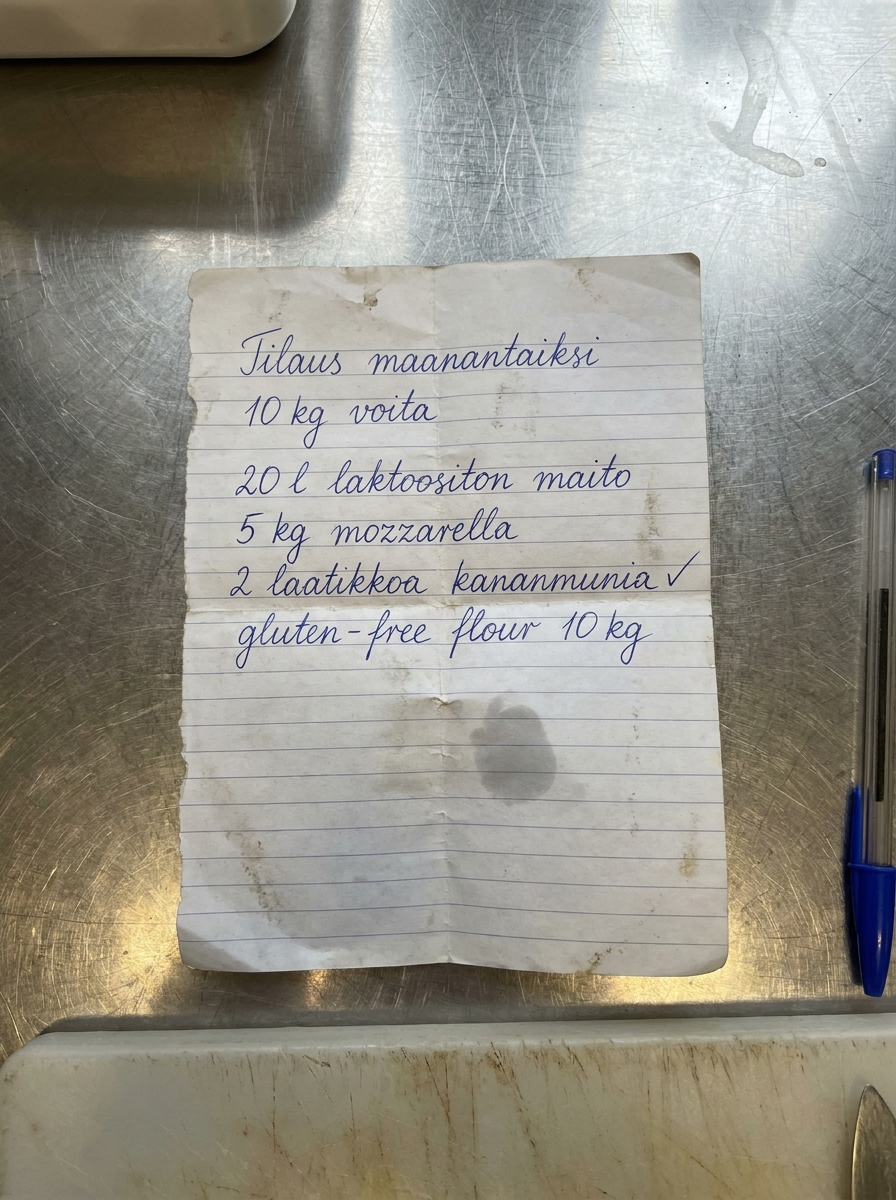 Tilaus maanantaiksi
10 kg voita
20 l laktoositon maito
5 kg mozzarella
2 laatikkoa kananmunia ✓
gluten-free flour 10 kg